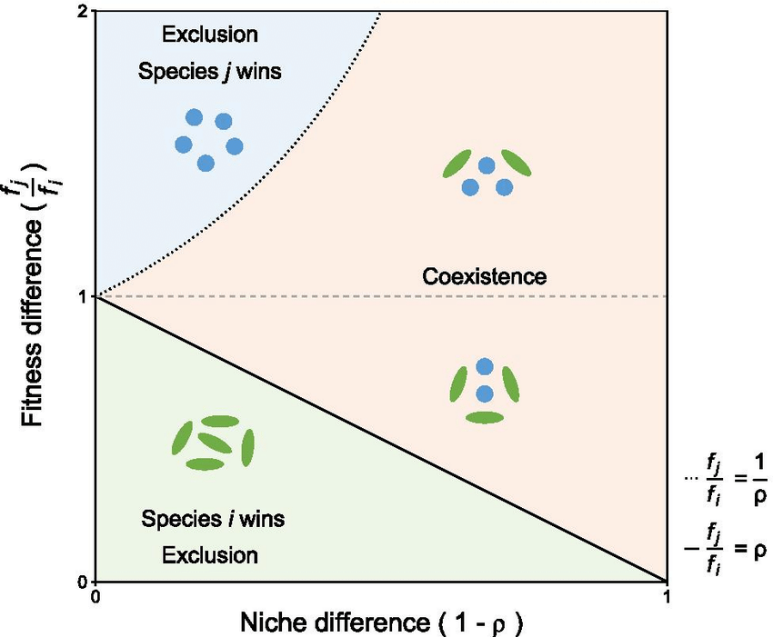 2
Exclusion
Species j wins
Fitness difference ( fj/fi )
1
Coexistence
Species i wins
Exclusion
0
0
1
Niche difference ( 1 - ρ )
··· fj/fi = 1/ρ
— fj/fi = ρ